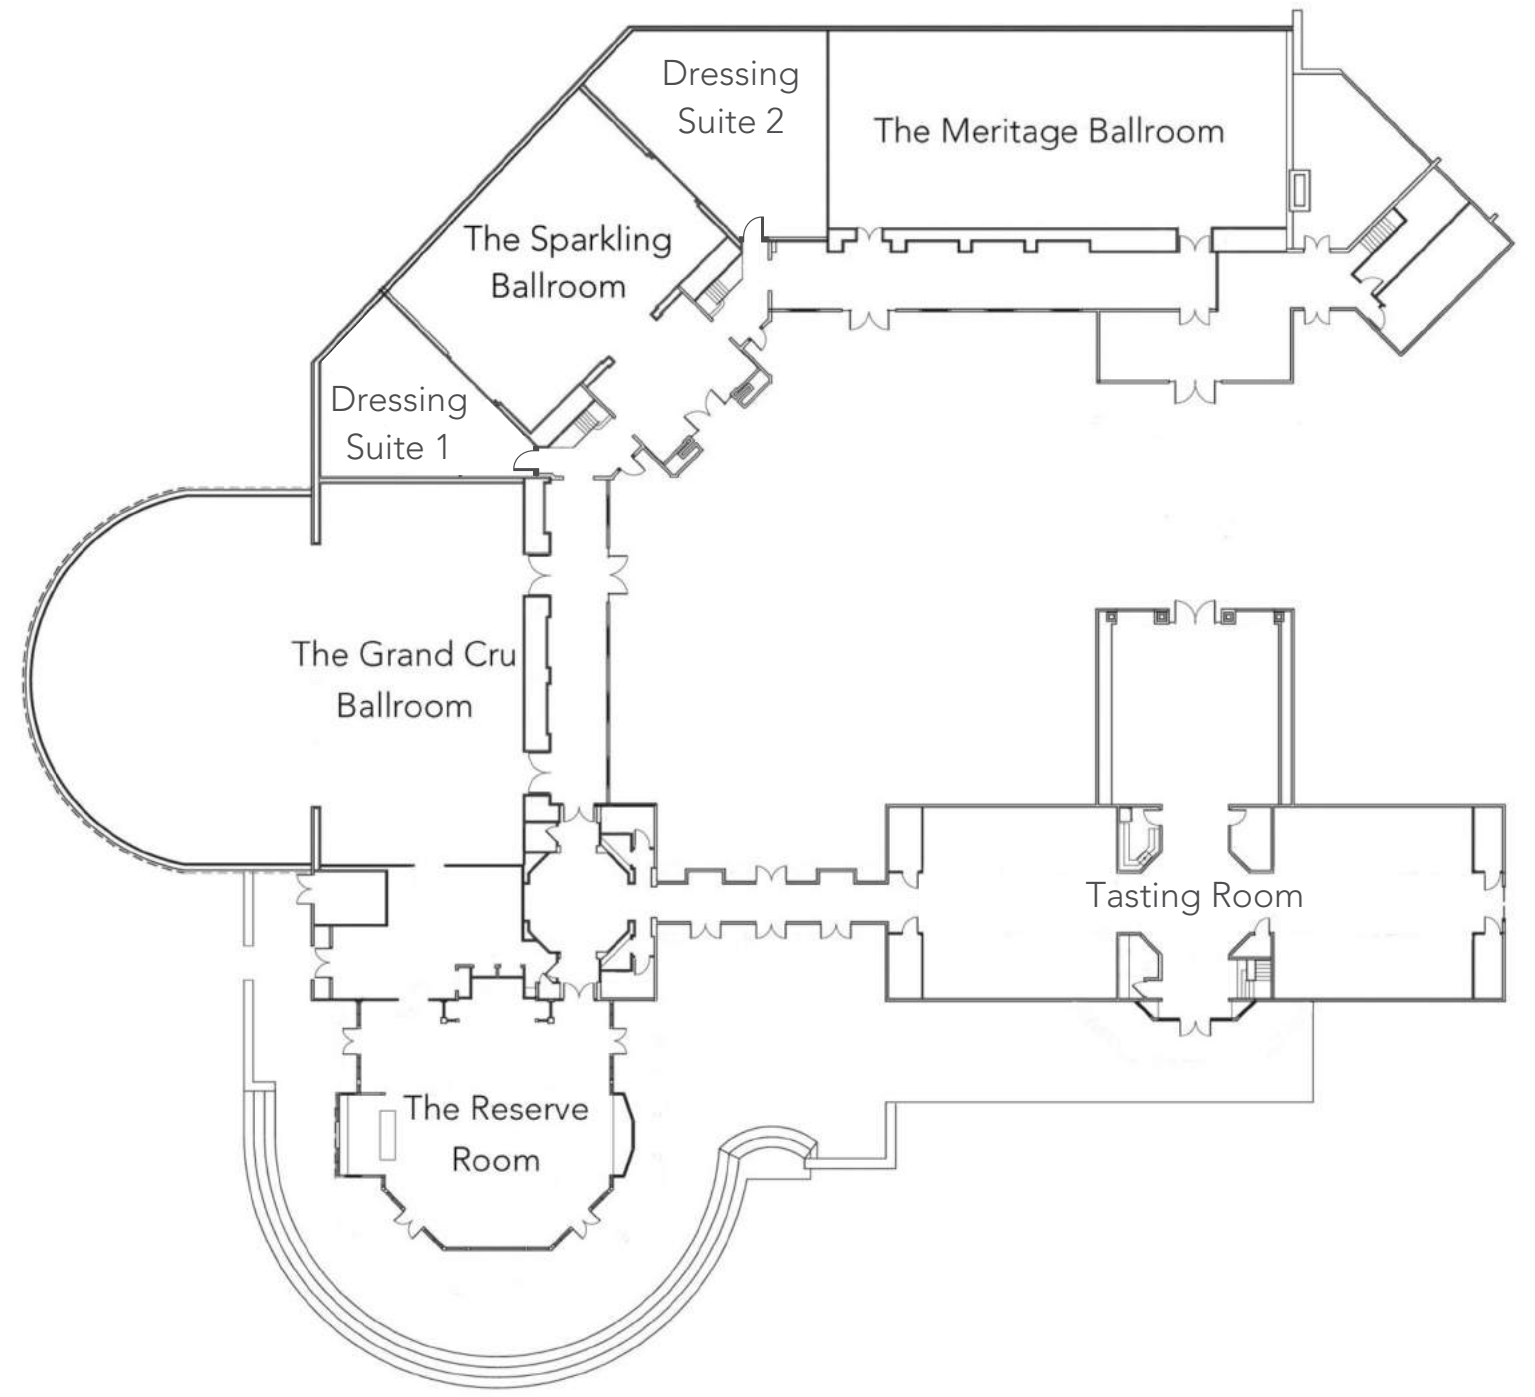 Dressing
Suite 2
The Meritage Ballroom
The Sparkling
Ballroom
Dressing
Suite 1
The Grand Cru
Ballroom
Tasting Room
The Reserve
Room